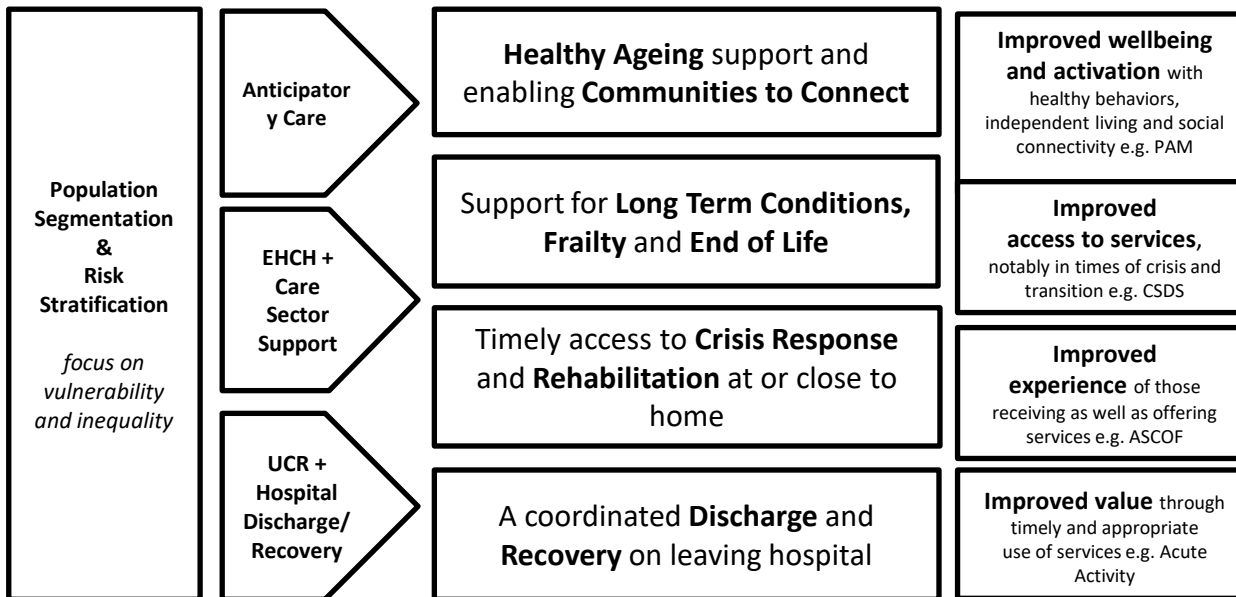 Population
Segmentation
&
Risk
Stratification
focus on
vulnerability
and inequality
Anticipator
y Care
EHCH +
Care
Sector
Support
UCR +
Hospital
Discharge/
Recovery
Healthy Ageing support and
enabling Communities to Connect
Support for Long Term Conditions,
Frailty and End of Life
Timely access to Crisis Response
and Rehabilitation at or close to
home
A coordinated Discharge and
Recovery on leaving hospital
Improved wellbeing
and activation with
healthy behaviors,
independent living and social
connectivity e.g. PAM
Improved
access to services,
notably in times of crisis and
transition e.g. CSDS
Improved
experience of those
receiving as well as offering
services e.g. ASCOF
Improved value through
timely and appropriate
use of services e.g. Acute
Activity